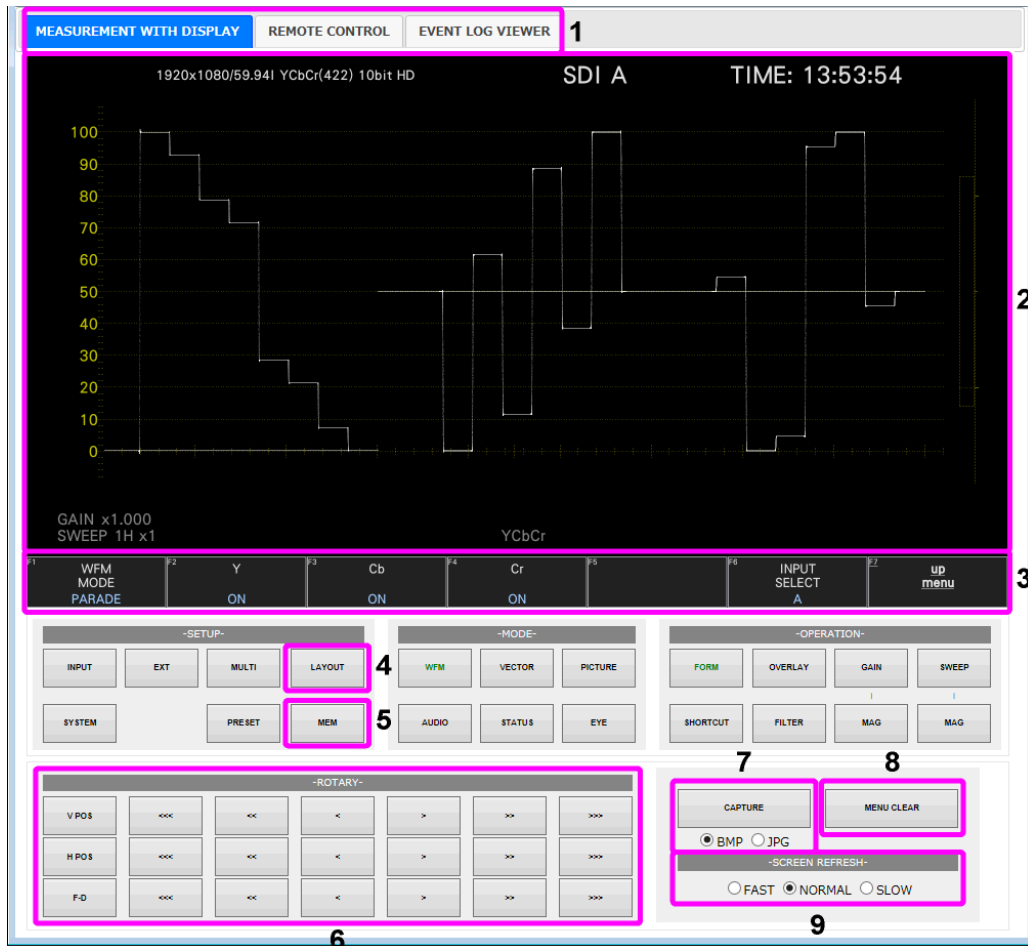 MEASUREMENT WITH DISPLAY REMOTE CONTROL EVENT LOG VIEWER 1
1920x1080/59.94I YCbCr(422) 10bit HD SDI A TIME: 13:53:54
100
90
80
70
60
50
2
40
30
20
10
0
GAIN x1.000
SWEEP 1H x1 YCbCr
F1 WFM F2 Y F3 Cb F4 Cr F5 F6 INPUT F7 up
MODE SELECT menu
3
PARADE ON ON ON A
-SETUP- -MODE- -OPERATION-
INPUT EXT MULTI LAYOUT 4 WFM VECTOR PICTURE FORM OVERLAY GAIN SWEEP
SYSTEM PRESET MEM 5 AUDIO STATUS EYE SHORTCUT FILTER MAG MAG
7 8
-ROTARY-
V POS <<< << < > >> >>> CAPTURE MENU CLEAR
BMP JPG
H POS <<< << < > >> >>>
-SCREEN REFRESH-
FAST NORMAL SLOW
F-D <<< << < > >> >>>
6 9